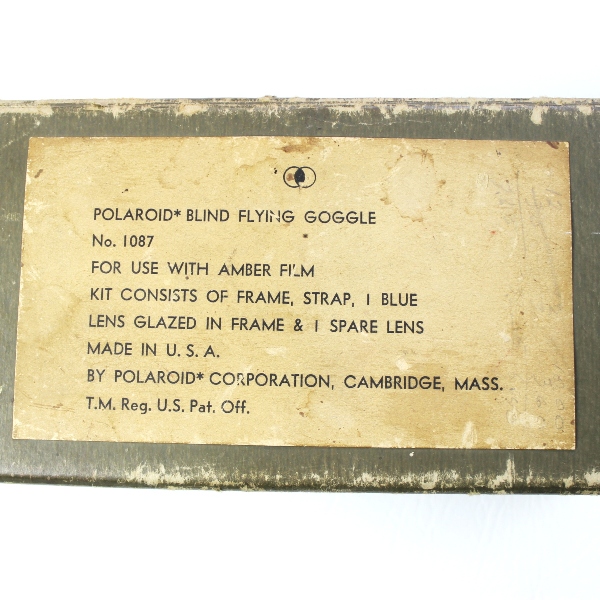 POLAROID* BLIND FLYING GOGGLE
No. 1087
FOR USE WITH AMBER FILM
KIT CONSISTS OF FRAME, STRAP, 1 BLUE
LENS GLAZED IN FRAME & 1 SPARE LENS
MADE IN U. S. A.
BY POLAROID* CORPORATION, CAMBRIDGE, MASS.
T.M. Reg. U.S. Pat. Off.